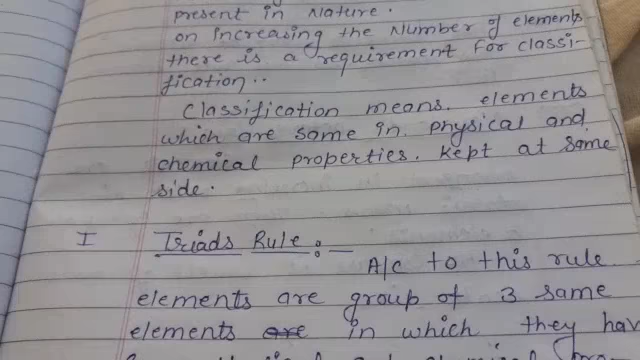 present in Nature.
on increasing the Number of elements
there is a requirement for classi-
fication..
Classification means. elements
which are same in. physical and
chemical properties. kept at same
side.
I Triads Rule:-
A/c to this rule
elements are group of 3 same
elements are in which they hav